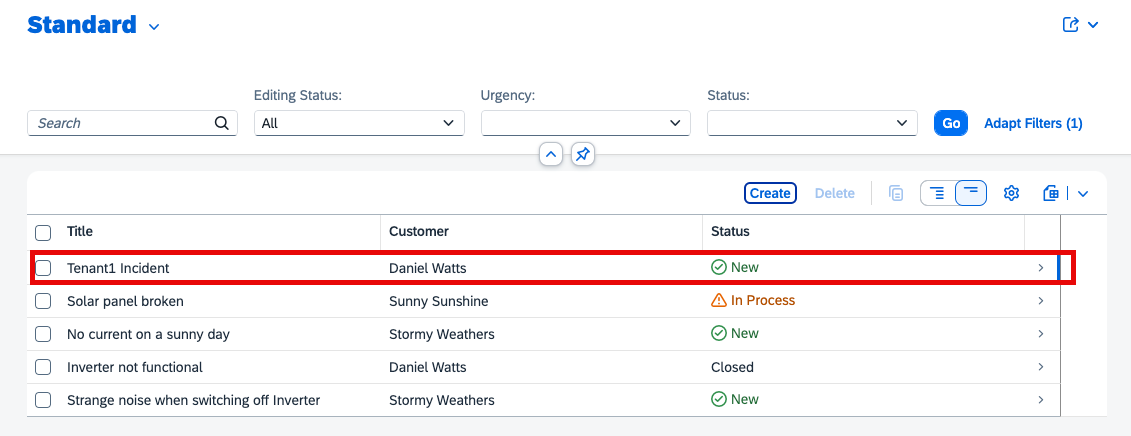 Standard
Editing Status: Urgency: Status:
Search All Go Adapt Filters (1)
Create Delete
Title Customer Status
Tenant1 Incident Daniel Watts New
Solar panel broken Sunny Sunshine In Process
No current on a sunny day Stormy Weathers New
Inverter not functional Daniel Watts Closed
Strange noise when switching off Inverter Stormy Weathers New